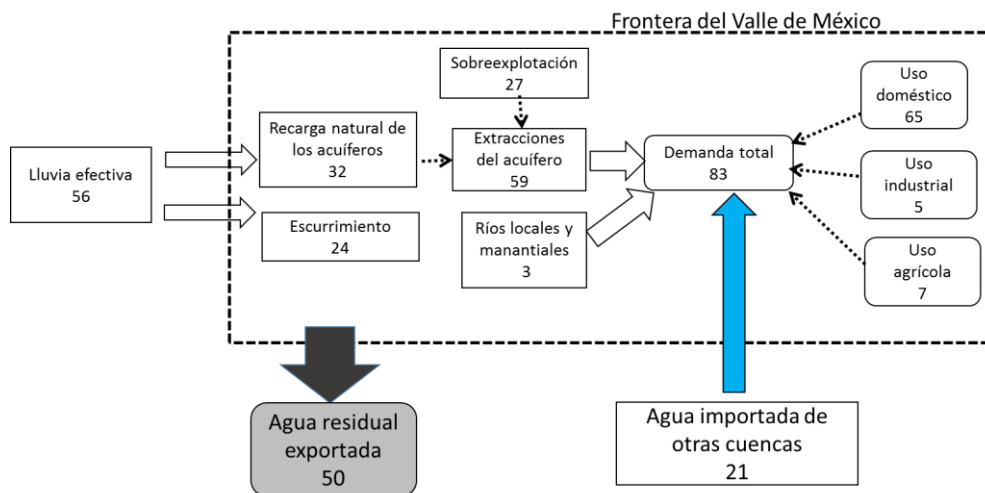 Frontera del Valle de México
Sobreexplotación
27
Uso
doméstico
65
Lluvia efectiva
56
Recarga natural de
los acuíferos
32
Extracciones
del acuífero
59
Demanda total
83
Uso
industrial
5
Escurrimiento
24
Ríos locales y
manantiales
3
Uso
agrícola
7
Agua residual
exportada
50
Agua importada de
otras cuencas
21